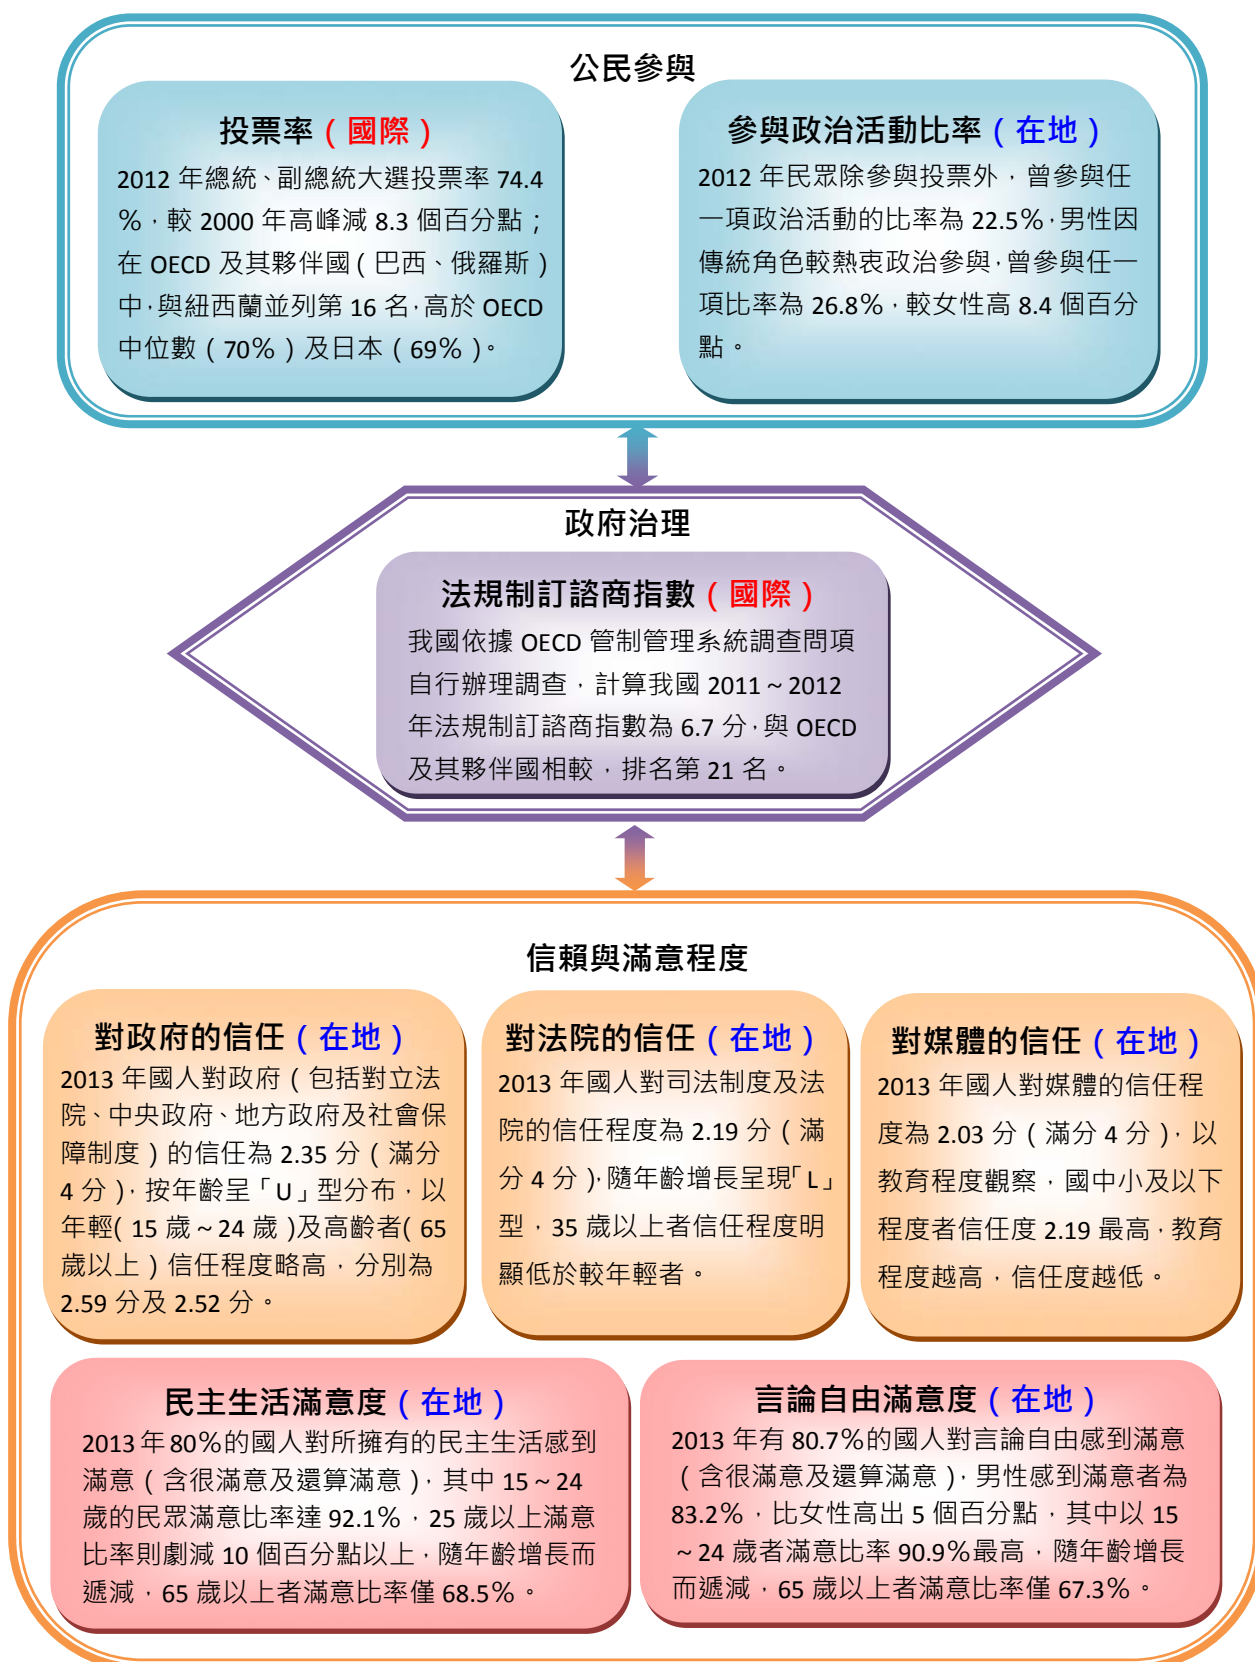 公民參與
投票率（國際）
2012 年總統、副總統大選投票率 74.4
%，較 2000 年高峰減 8.3 個百分點；
在 OECD 及其夥伴國（巴西、俄羅斯）
中，與紐西蘭並列第 16 名，高於 OECD
中位數（70%）及日本（69%）。
參與政治活動比率（在地）
2012 年民眾除參與投票外，曾參與任
一項政治活動的比率為 22.5%，男性因
傳統角色較熱衷政治參與，曾參與任一
項比率為 26.8%，較女性高 8.4 個百分
點。
政府治理
法規制訂諮商指數（國際）
我國依據 OECD 管制管理系統調查問項
自行辦理調查，計算我國 2011～2012
年法規制訂諮商指數為 6.7 分，與 OECD
及其夥伴國相較，排名第 21 名。
信賴與滿意程度
對政府的信任（在地）
2013 年國人對政府（包括對立法
院、中央政府、地方政府及社會保
障制度）的信任為 2.35 分（滿分
4 分），按年齡呈「U」型分布，以
年輕（15 歲～24 歲）及高齡者（65
歲以上）信任程度略高，分別為
2.59 分及 2.52 分。
對法院的信任（在地）
2013 年國人對司法制度及法
院的信任程度為 2.19 分（滿
分 4 分），隨年齡增長呈現「L」
型，35 歲以上者信任程度明
顯低於較年輕者。
對媒體的信任（在地）
2013 年國人對媒體的信任程
度為 2.03 分（滿分 4 分），以
教育程度觀察，國中小及以下
程度者信任度 2.19 最高，教育
程度越高，信任度越低。
民主生活滿意度（在地）
2013 年 80%的國人對所擁有的民主生活感到
滿意（含很滿意及還算滿意），其中 15～24
歲的民眾滿意比率達 92.1%，25 歲以上滿意
比率則劇減 10 個百分點以上，隨年齡增長而
遞減，65 歲以上者滿意比率僅 68.5%。
言論自由滿意度（在地）
2013 年有 80.7%的國人對言論自由感到滿意
（含很滿意及還算滿意），男性感到滿意者為
83.2%，比女性高出 5 個百分點，其中以 15
～24 歲者滿意比率 90.9%最高，隨年齡增長
而遞減，65 歲以上者滿意比率僅 67.3%。